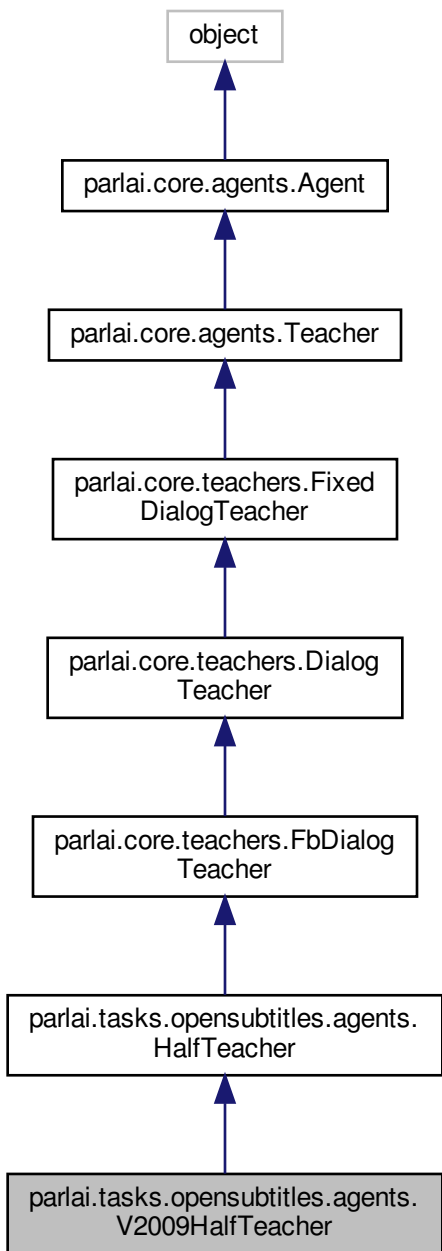 object
parlai.core.agents.Agent
parlai.core.agents.Teacher
parlai.core.teachers.Fixed
DialogTeacher
parlai.core.teachers.Dialog
Teacher
parlai.core.teachers.FbDialog
Teacher
parlai.tasks.opensubtitles.agents.
HalfTeacher
parlai.tasks.opensubtitles.agents.
V2009HalfTeacher